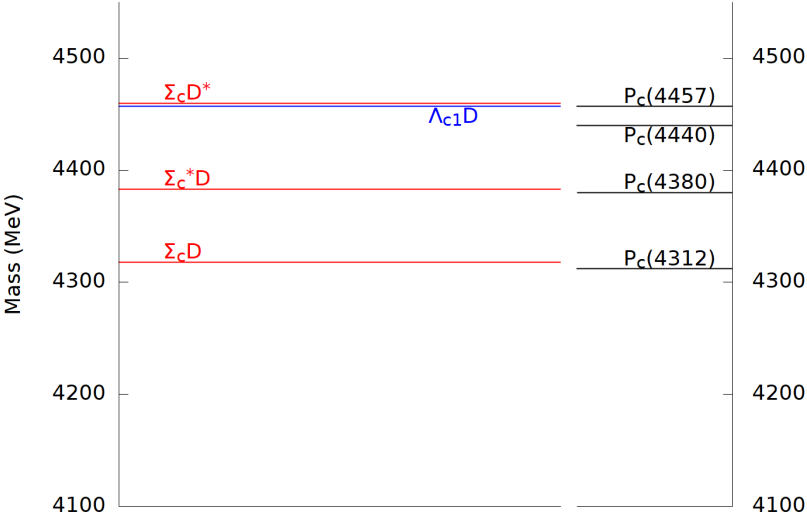 4500
4500
Σc D*
Pc(4457)
Λc1D
Pc(4440)
4400
4400
Σc*D
Pc(4380)
Mass (MeV)
ΣcD
Pc(4312)
4300
4300
4200
4200
4100
4100